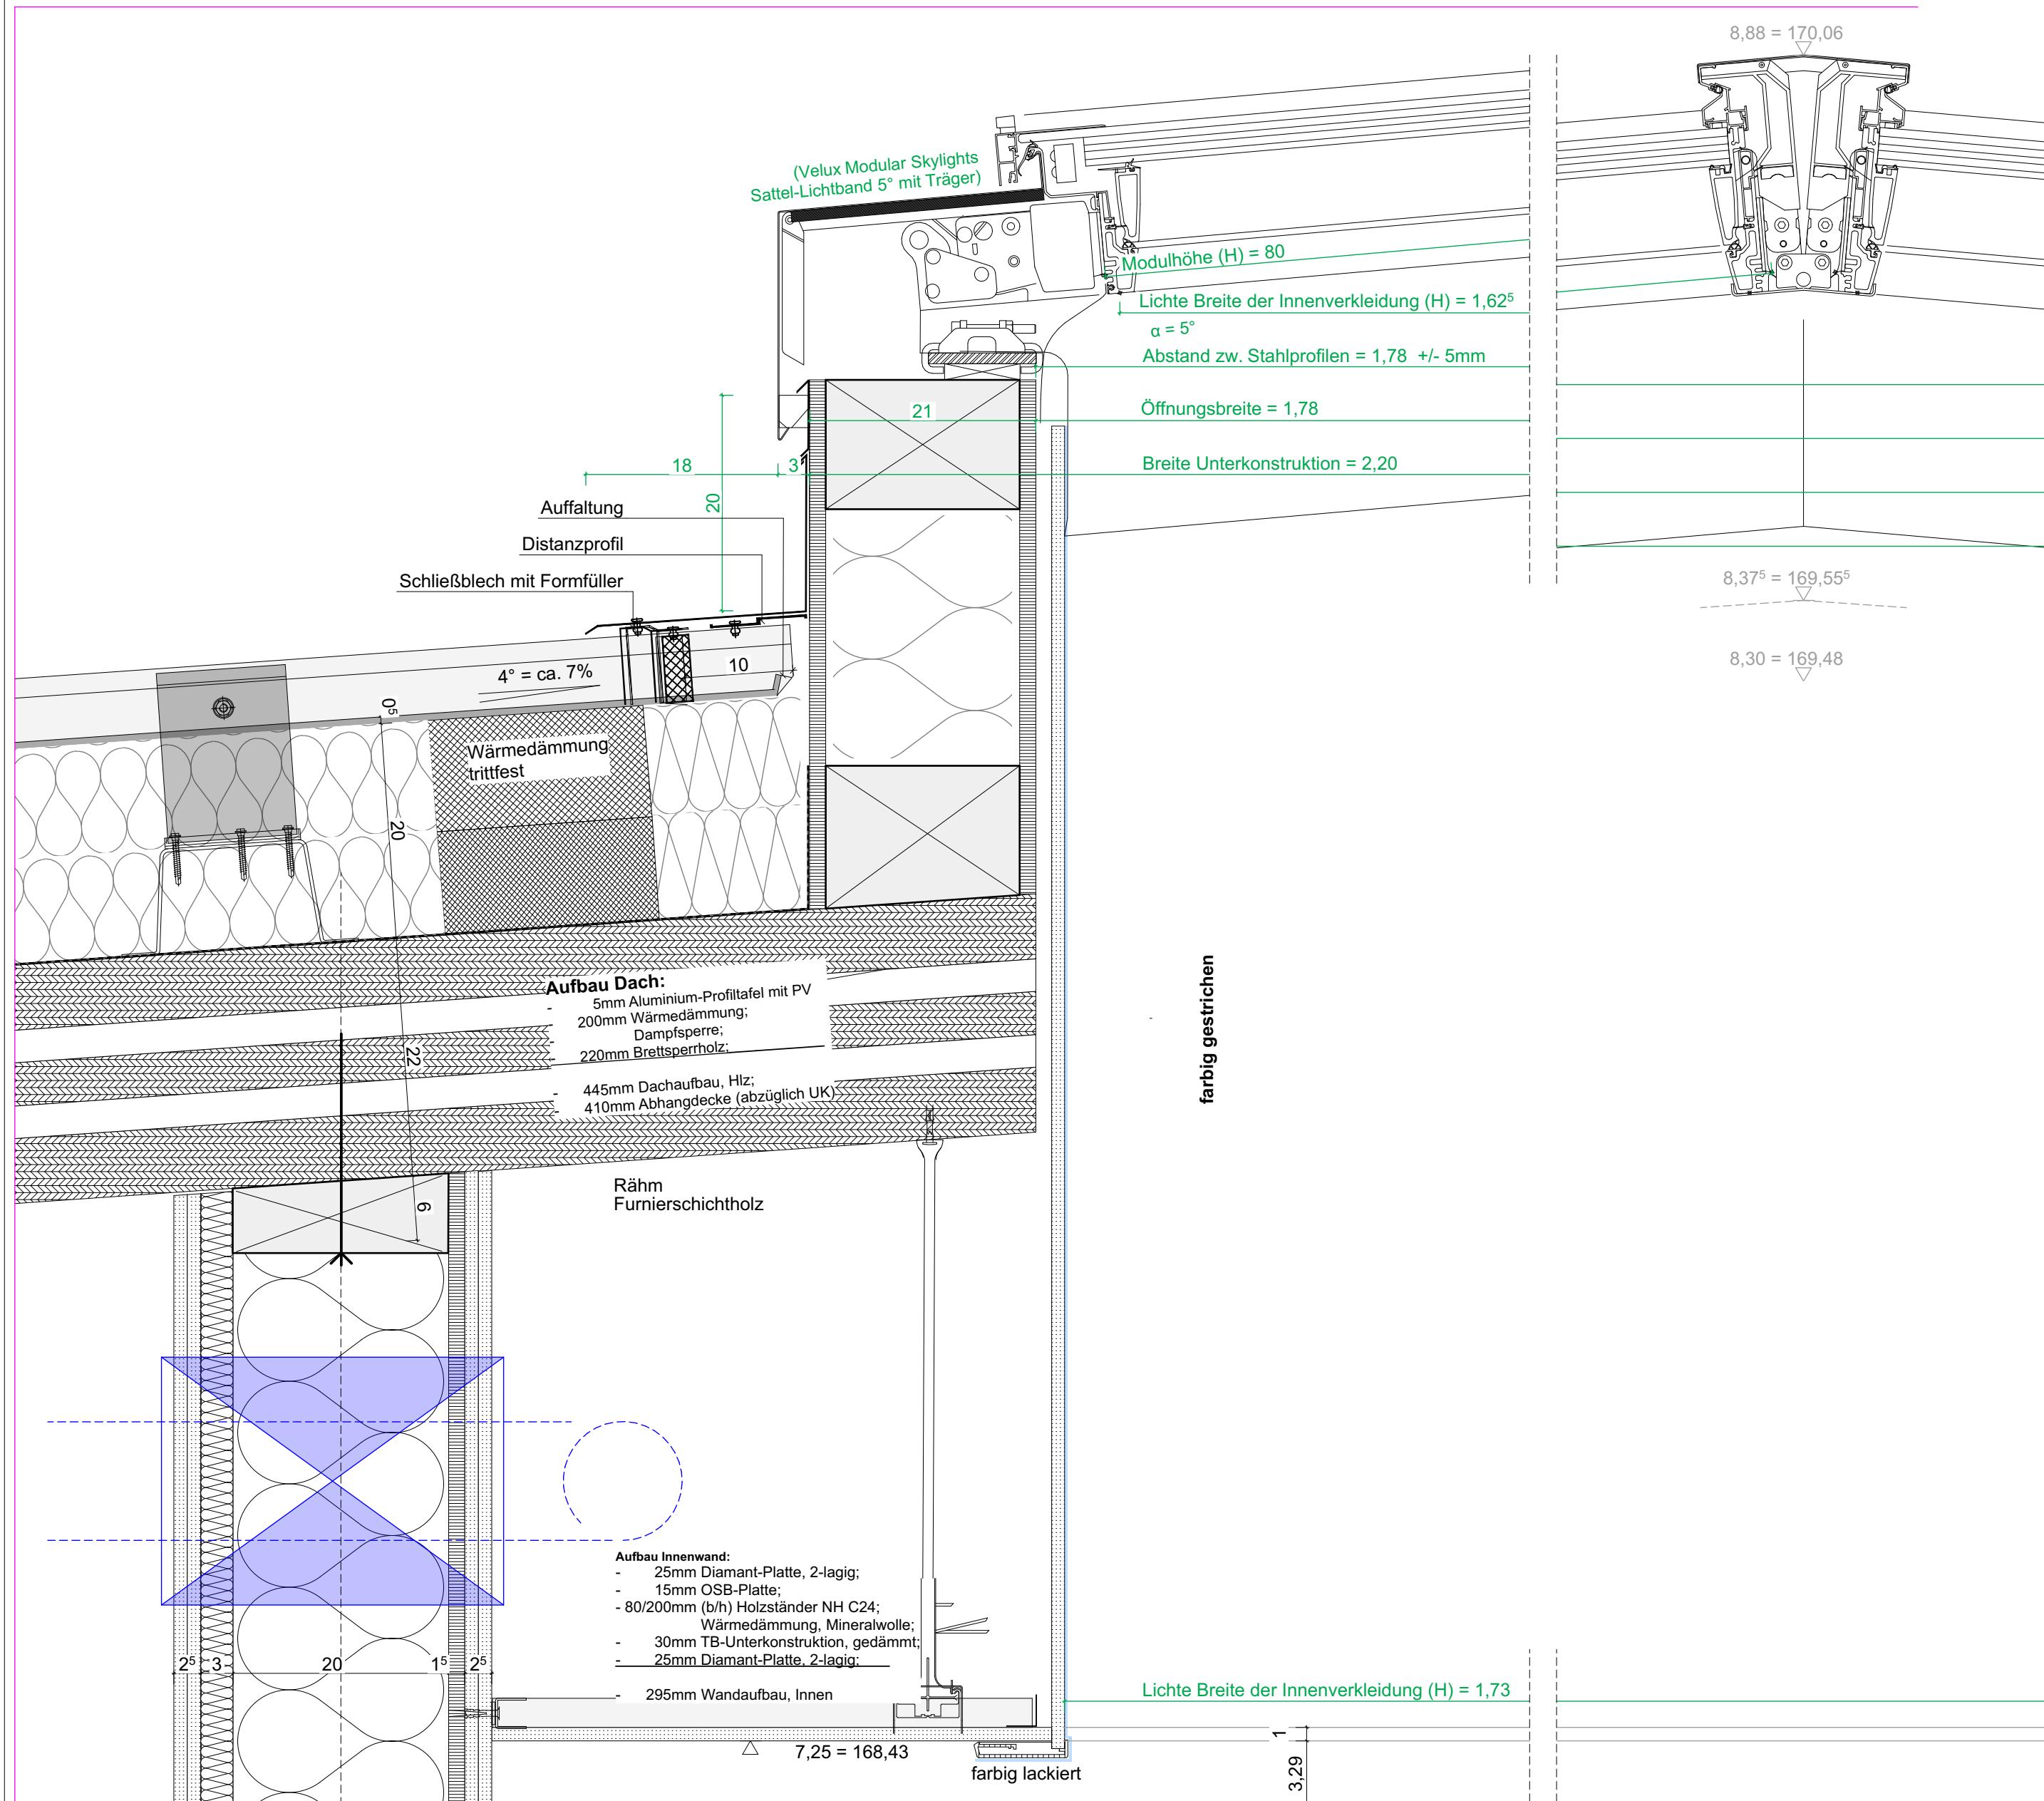 8,88 = 170,06
(Velux Modular Skylights
Sattel-Lichtband 5° mit Träger)
Modulhöhe (H) = 80
Lichte Breite der Innenverkleidung (H) = 1,62⁵
α = 5°
Abstand zw. Stahlprofilen = 1,78 +/- 5mm
21
Öffnungsbreite = 1,78
18
3
Breite Unterkonstruktion = 2,20
20
Auffaltung
Distanzprofil
Schließblech mit Formfüller
8,37⁵ = 169,55⁵
8,30 = 169,48
10
4° = ca. 7%
0⁵
Wärmedämmung
trittfest
20
farbig gestrichen
Aufbau Dach:
- 5mm Aluminium-Profiltafel mit PV
- 200mm Wärmedämmung;
- Dampfsperre;
- 220mm Brettsperrholz;
- 445mm Dachaufbau, Hlz;
- 410mm Abhangdecke (abzüglich UK)
22
-
Rähm
Furnierschichtholz
6
Aufbau Innenwand:
- 25mm Diamant-Platte, 2-lagig;
- 15mm OSB-Platte;
- 80/200mm (b/h) Holzständer NH C24;
Wärmedämmung, Mineralwolle;
- 30mm TB-Unterkonstruktion, gedämmt;
- 25mm Diamant-Platte, 2-lagig;
- 295mm Wandaufbau, Innen
2⁵ 3 20 1⁵ 2⁵
Lichte Breite der Innenverkleidung (H) = 1,73
1
7,25 = 168,43
farbig lackiert
3,29